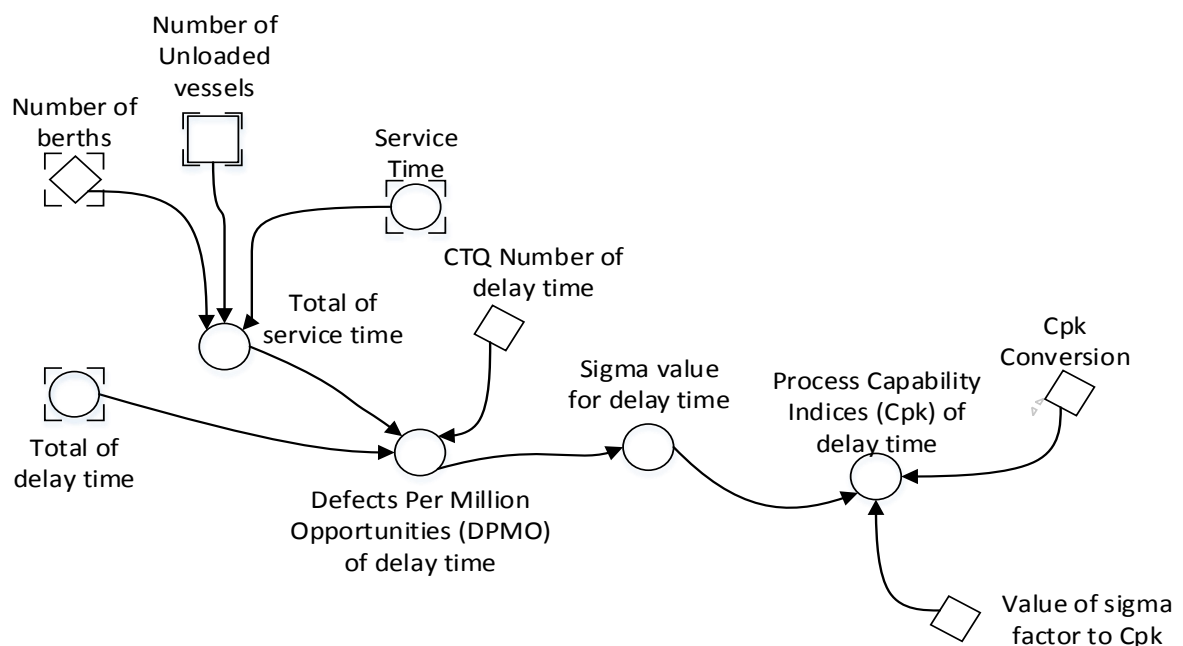 Number of
Unloaded
vessels
Number of
berths
Service
Time
CTQ Number of
delay time
Total of
service time
Cpk
Conversion
Sigma value
for delay time
Process Capability
Indices (Cpk) of
delay time
Total of
delay time
Defects Per Million
Opportunities (DPMO)
of delay time
Value of sigma
factor to Cpk